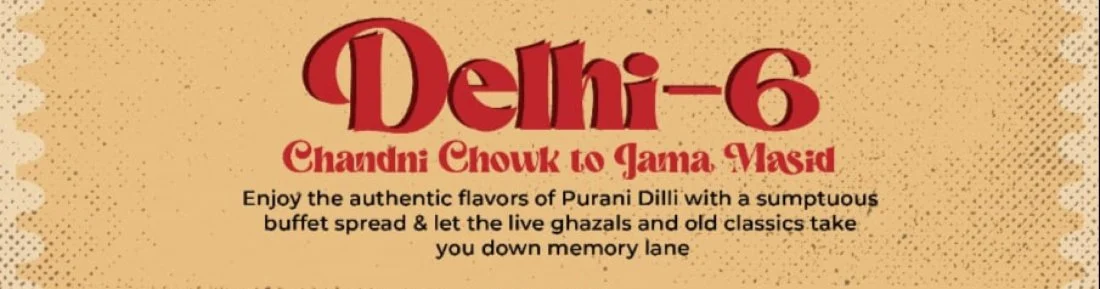 Delhi-6
Chandni Chowk to Jama Masid
Enjoy the authentic flavors of Purani Dilli with a sumptuous
buffet spread & let the live ghazals and old classics take
you down memory lane